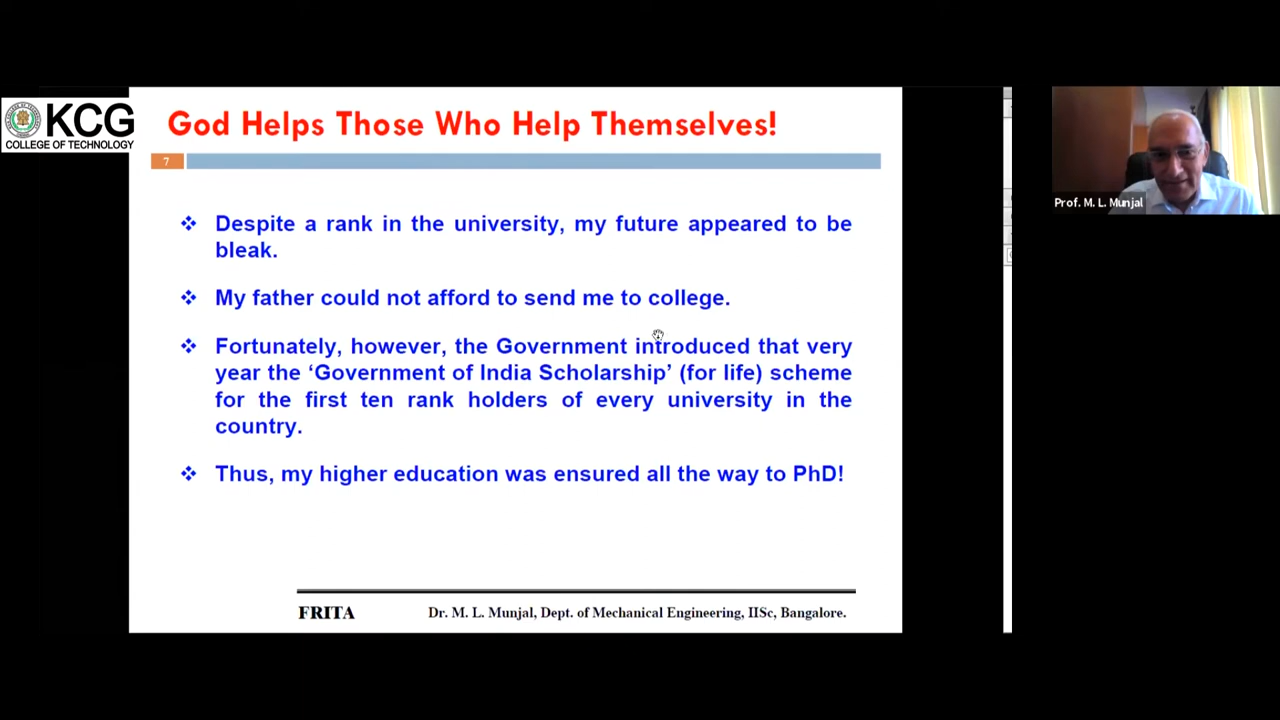 KCG
COLLEGE OF TECHNOLOGY
God Helps Those Who Help Themselves!
7
❖ Despite a rank in the university, my future appeared to be
bleak.
❖ My father could not afford to send me to college.
❖ Fortunately, however, the Government introduced that very
year the ‘Government of India Scholarship’ (for life) scheme
for the first ten rank holders of every university in the
country.
❖ Thus, my higher education was ensured all the way to PhD!
FRITA Dr. M. L. Munjal, Dept. of Mechanical Engineering, IISc, Bangalore.
Prof. M. L. Munjal